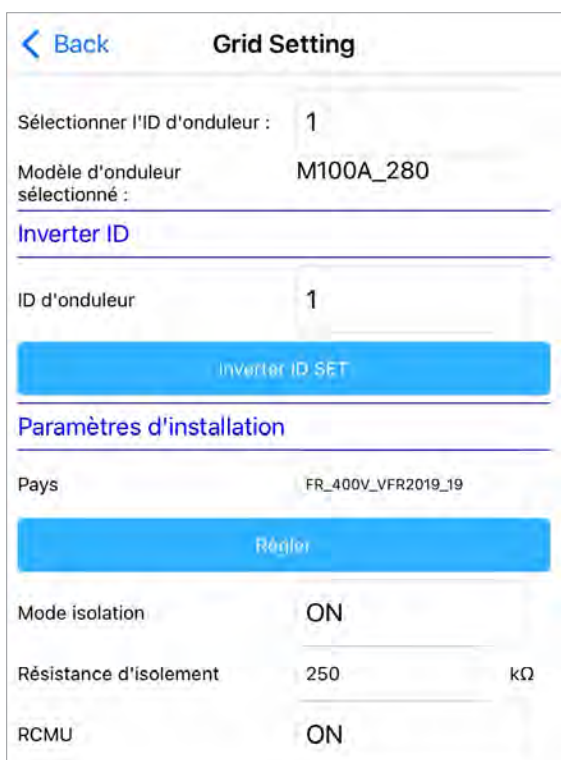 Back
Grid Setting
Sélectionner l'ID d'onduleur :
1
Modèle d'onduleur
sélectionné :
M100A_280
Inverter ID
ID d'onduleur
1
Inverter ID SET
Paramètres d'installation
Pays
FR_400V_VFR2019_19
Régler
Mode isolation
ON
Résistance d'isolement
250
kΩ
RCMU
ON